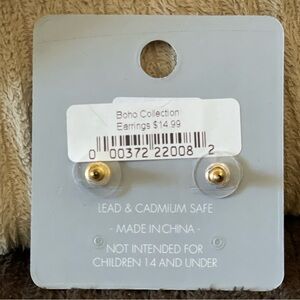 Boho Collection
Earrings $14.99
0 00372 22008 2
LEAD & CADMIUM SAFE
- MADE IN CHINA -
NOT INTENDED FOR
CHILDREN 14 AND UNDER